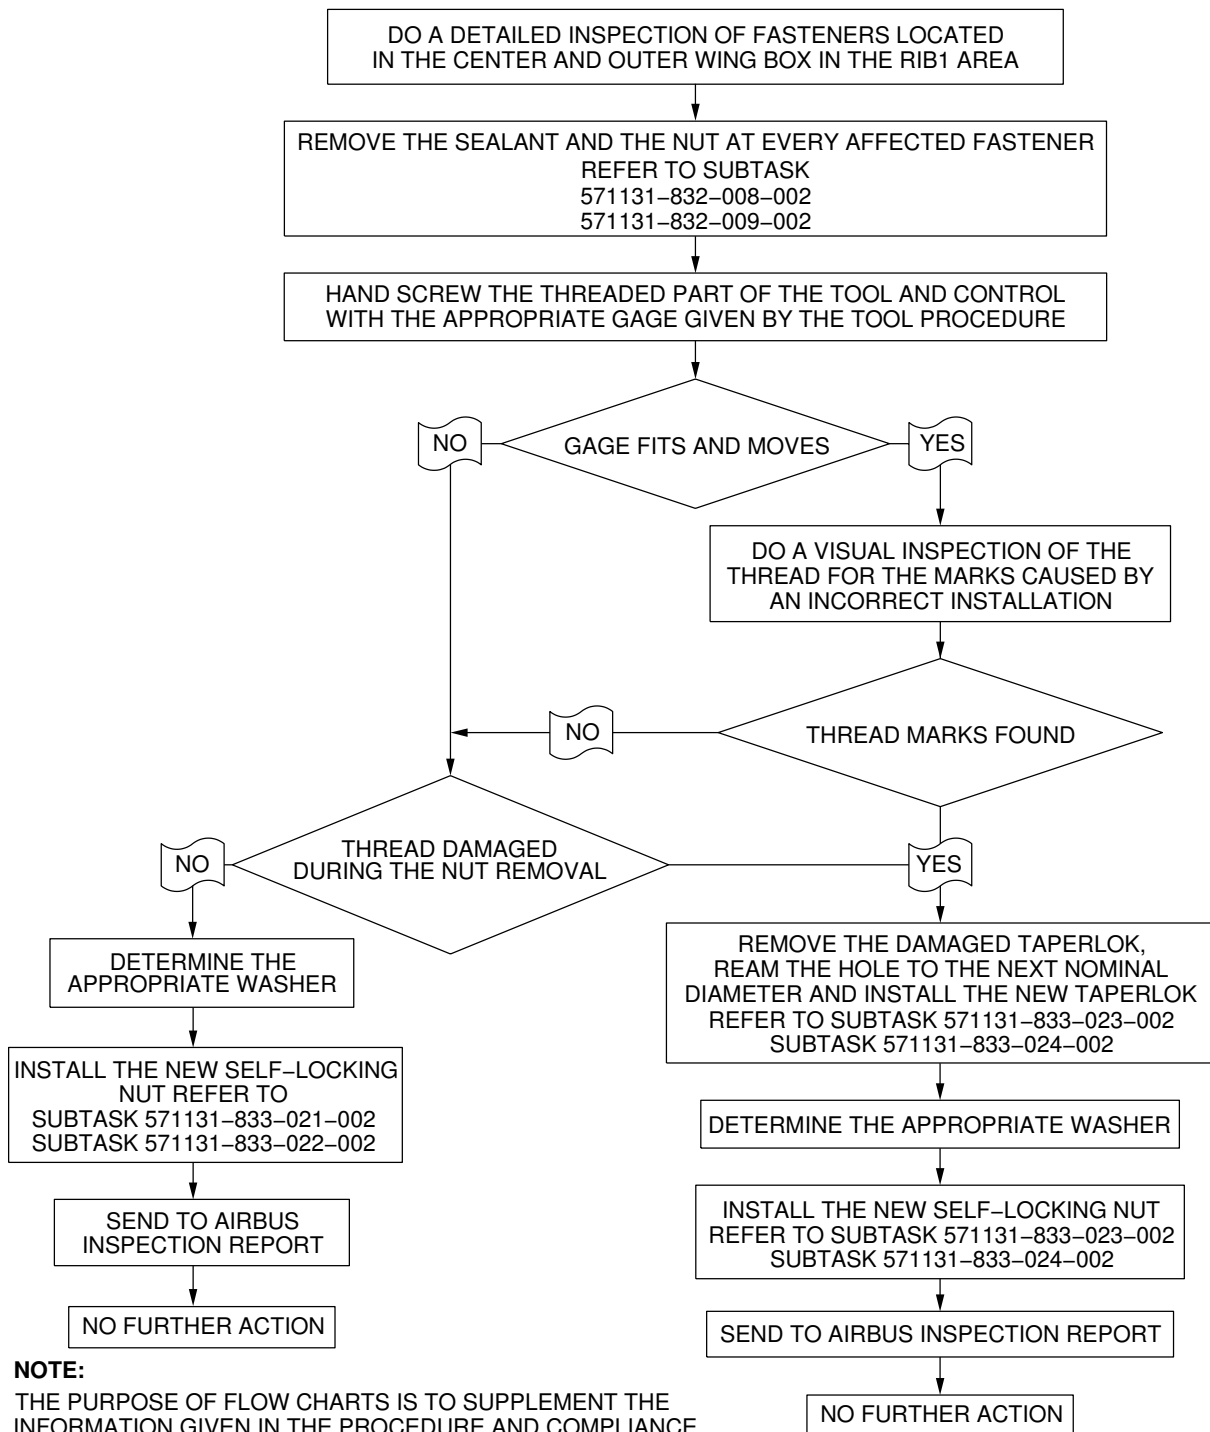 DO A DETAILED INSPECTION OF FASTENERS LOCATED
IN THE CENTER AND OUTER WING BOX IN THE RIB1 AREA
REMOVE THE SEALANT AND THE NUT AT EVERY AFFECTED FASTENER
REFER TO SUBTASK
571131−832−008−002
571131−832−009−002
HAND SCREW THE THREADED PART OF THE TOOL AND CONTROL
WITH THE APPROPRIATE GAGE GIVEN BY THE TOOL PROCEDURE
NO
GAGE FITS AND MOVES
YES
DO A VISUAL INSPECTION OF THE
THREAD FOR THE MARKS CAUSED BY
AN INCORRECT INSTALLATION
NO
THREAD MARKS FOUND
NO
THREAD DAMAGED
DURING THE NUT REMOVAL
YES
DETERMINE THE
APPROPRIATE WASHER
INSTALL THE NEW SELF−LOCKING
NUT REFER TO
SUBTASK 571131−833−021−002
SUBTASK 571131−833−022−002
SEND TO AIRBUS
INSPECTION REPORT
NO FURTHER ACTION
REMOVE THE DAMAGED TAPERLOK,
REAM THE HOLE TO THE NEXT NOMINAL
DIAMETER AND INSTALL THE NEW TAPERLOK
REFER TO SUBTASK 571131−833−023−002
SUBTASK 571131−833−024−002
DETERMINE THE APPROPRIATE WASHER
INSTALL THE NEW SELF−LOCKING NUT
REFER TO SUBTASK 571131−833−023−002
SUBTASK 571131−833−024−002
SEND TO AIRBUS INSPECTION REPORT
NO FURTHER ACTION
NOTE:
THE PURPOSE OF FLOW CHARTS IS TO SUPPLEMENT THE
INFORMATION GIVEN IN THE PROCEDURE AND COMPLIANCE